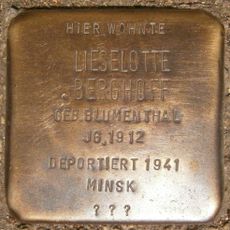 HIER WOHNTE
LIESELOTTE
BERGHOFF
GEB. BLUMENTHAL
JG. 1912
DEPORTIERT 1941
MINSK
? ? ?